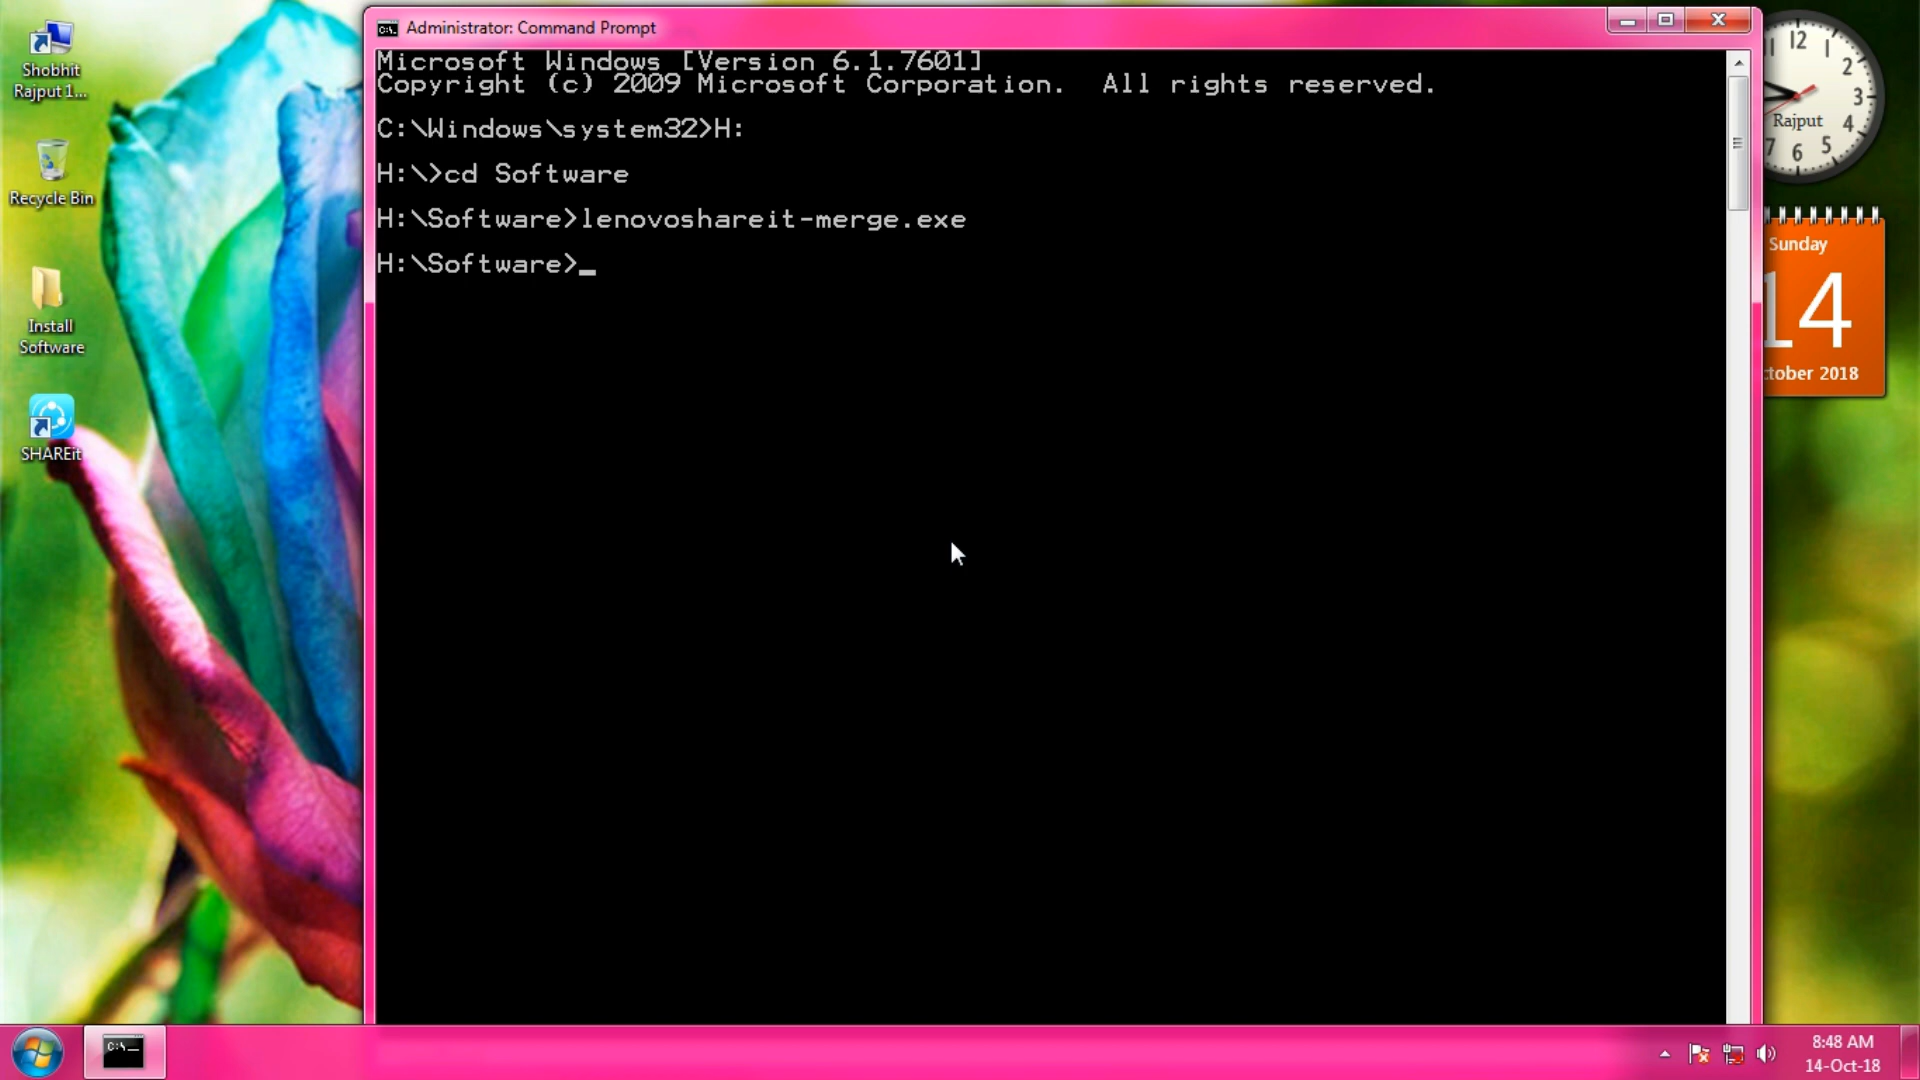 Shobhit
Rajput 1...
Recycle Bin
Install
Software
SHAREit
Administrator: Command Prompt
Microsoft Windows [Version 6.1.7601]
Copyright (c) 2009 Microsoft Corporation.  All rights reserved.
C:\Windows\system32>H:
H:\>cd Software
H:\Software>lenovoshareit-merge.exe
H:\Software>_
12
11 1
2
3
Rajput 4
7 6 5
Sunday
14
ctober 2018
C:\_
8:48 AM
14-Oct-18